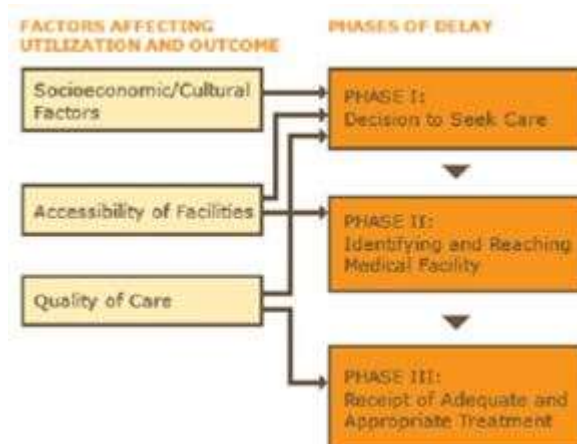 FACTORS AFFECTING
UTILIZATION AND OUTCOME
PHASES OF DELAY
Socioeconomic/Cultural
Factors
PHASE I:
Decision to Seek Care
Accessibility of Facilities
PHASE II:
Identifying and Reaching
Medical Facility
Quality of Care
PHASE III:
Receipt of Adequate and
Appropriate Treatment